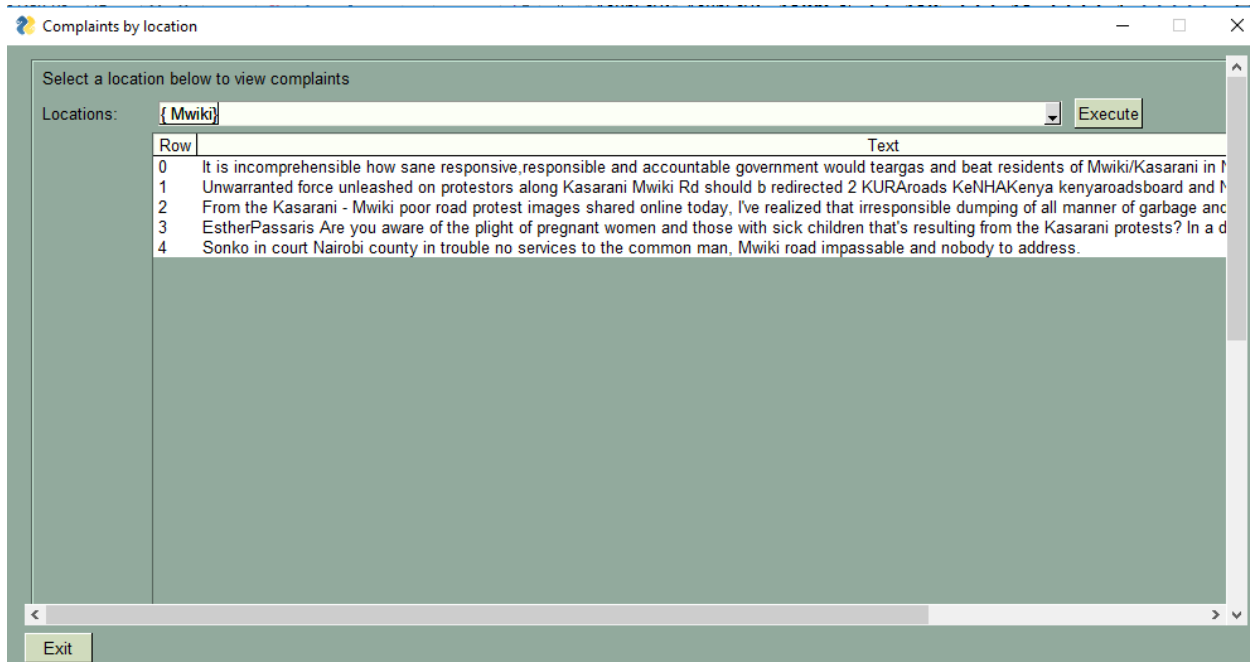 Complaints by location
Select a location below to view complaints
Locations: { Mwiki} Execute
Row Text
0 It is incomprehensible how sane responsive,responsible and accountable government would teargas and beat residents of Mwiki/Kasarani in
1 Unwarranted force unleashed on protestors along Kasarani Mwiki Rd should b redirected 2 KURAroads KeNHAKenya kenyaroadsboard and
2 From the Kasarani - Mwiki poor road protest images shared online today, I've realized that irresponsible dumping of all manner of garbage and
3 EstherPassaris Are you aware of the plight of pregnant women and those with sick children that's resulting from the Kasarani protests? In a
4 Sonko in court Nairobi county in trouble no services to the common man, Mwiki road impassable and nobody to address.
Exit